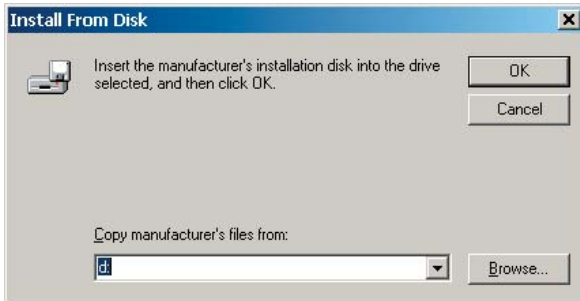 Install From Disk
Insert the manufacturer's installation disk into the drive
selected, and then click OK.
OK
Cancel
Copy manufacturer's files from:
d:
Browse...